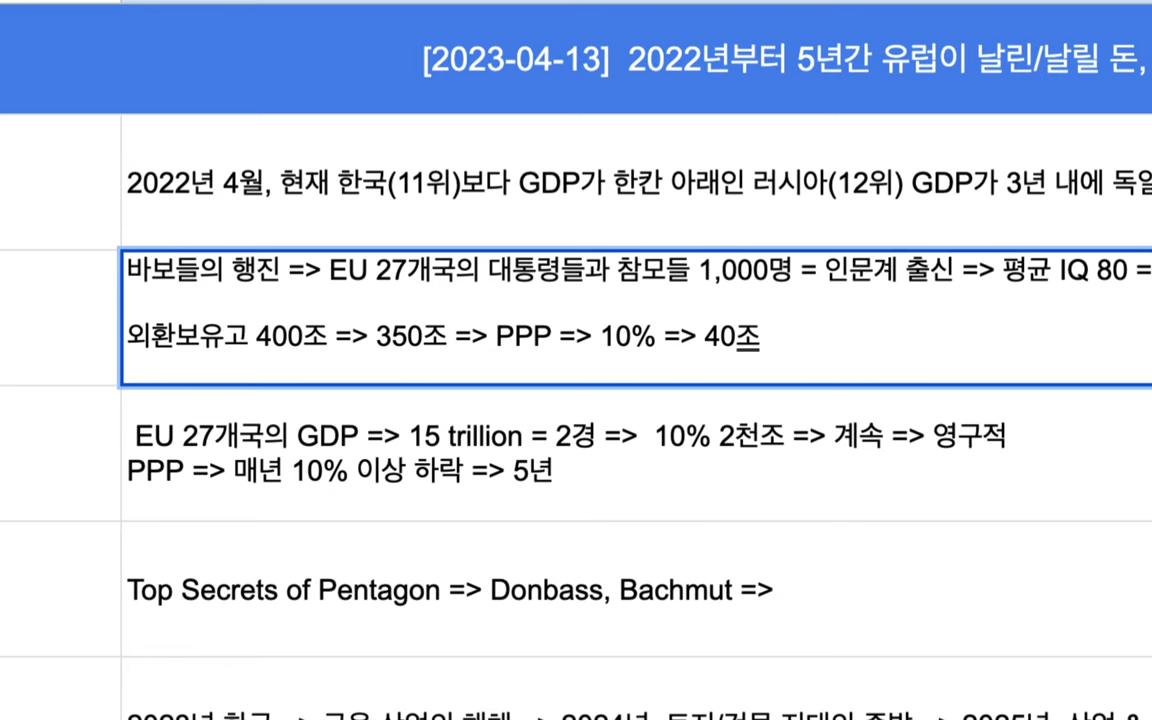 [2023-04-13] 2022년부터 5년간 유럽이 날린/날릴 돈,
2022년 4월, 현재 한국(11위)보다 GDP가 한칸 아래인 러시아(12위) GDP가 3년 내에 독일
바보들의 행진 => EU 27개국의 대통령들과 참모들 1,000명 = 인문계 출신 => 평균 IQ 80 =
외환보유고 400조 => 350조 => PPP => 10% => 40조
EU 27개국의 GDP => 15 trillion = 2경 => 10% 2천조 => 계속 => 영구적
PPP => 매년 10% 이상 하락 => 5년
Top Secrets of Pentagon => Donbass, Bachmut =>